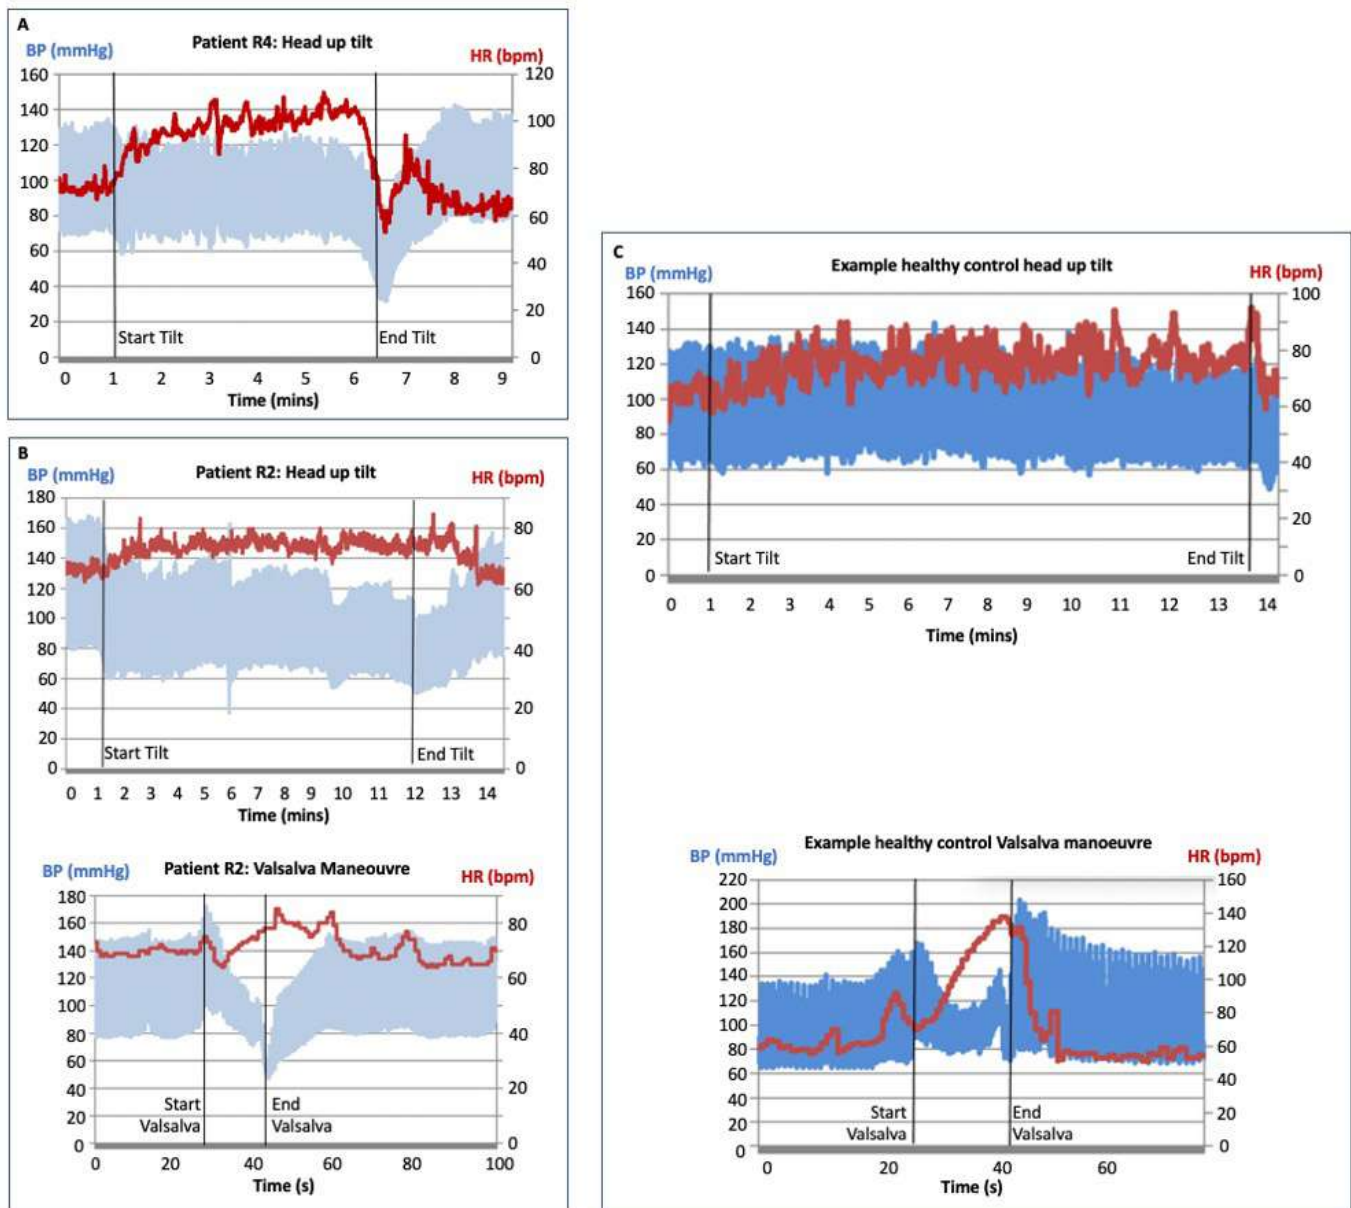 A
Patient R4: Head up tilt
BP (mmHg)
HR (bpm)
160
140
120
100
80
60
40
20
0
120
100
80
60
40
20
0
Start Tilt
End Tilt
0 1 2 3 4 5 6 7 8 9
Time (mins)
B
Patient R2: Head up tilt
BP (mmHg)
HR (bpm)
180
160
140
120
100
80
60
40
20
0
80
60
40
20
0
Start Tilt
End Tilt
0 1 2 3 4 5 6 7 8 9 10 11 12 13 14
Time (mins)
Patient R2: Valsalva Maneouvre
BP (mmHg)
HR (bpm)
180
160
140
120
100
80
60
40
20
0
80
60
40
20
0
Start
Valsalva
End
Valsalva
0 20 40 60 80 100
Time (s)
C
Example healthy control head up tilt
BP (mmHg)
HR (bpm)
160
140
120
100
80
60
40
20
0
100
80
60
40
20
0
Start Tilt
End Tilt
0 1 2 3 4 5 6 7 8 9 10 11 12 13 14
Time (mins)
Example healthy control Valsalva manoeuvre
BP (mmHg)
HR (bpm)
220
200
180
160
140
120
100
80
60
40
20
0
160
140
120
100
80
60
40
20
0
Start
Valsalva
End
Valsalva
0 20 40 60
Time (s)